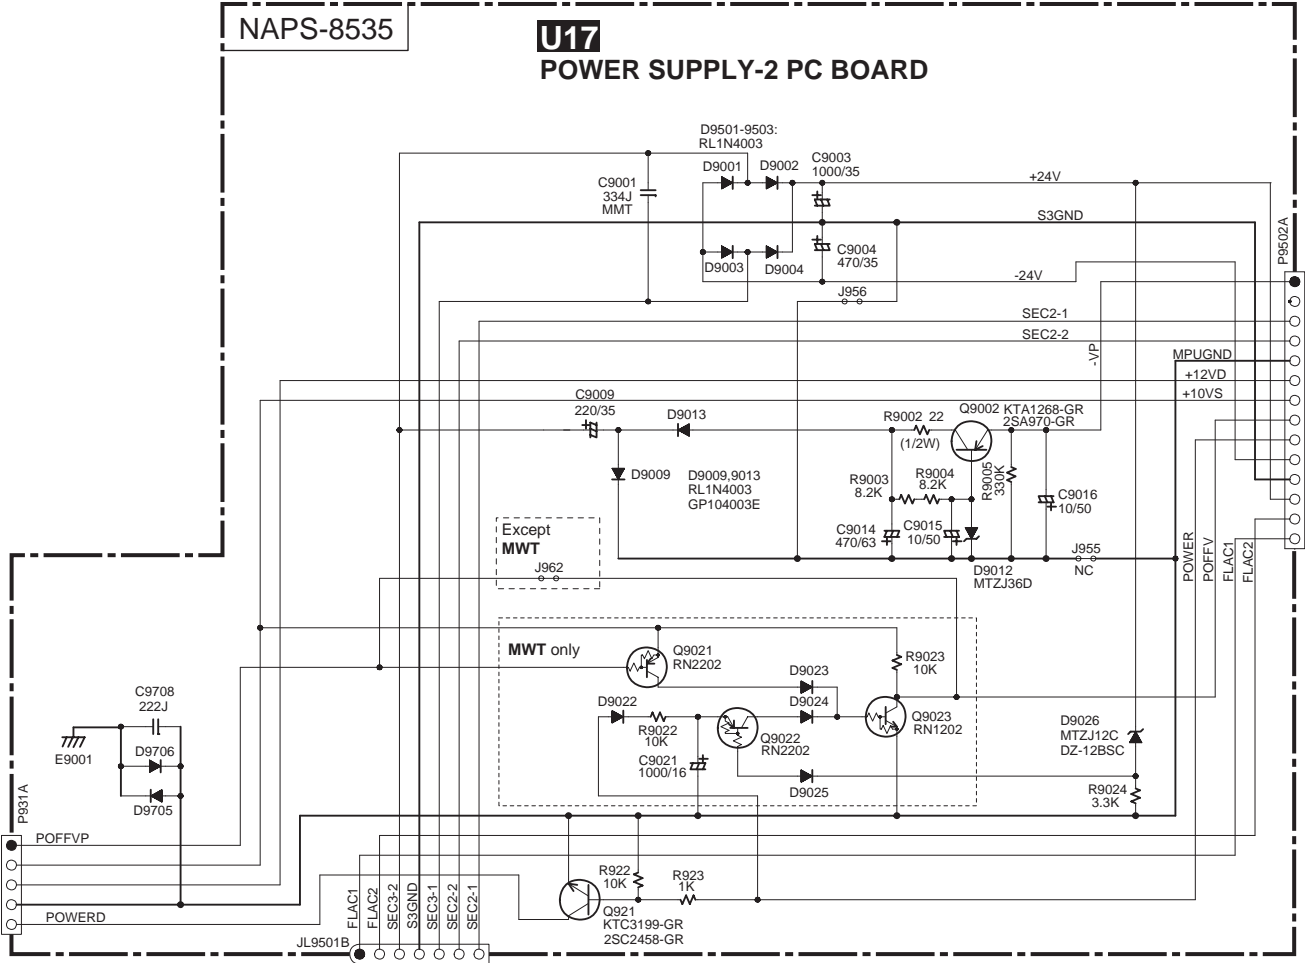 NAPS-8535
U17
POWER SUPPLY-2 PC BOARD
D9501-9503:
RL1N4003
D9001
D9002
C9003
1000/35
C9001
334J
MMT
+24V
S3GND
D9003
D9004
C9004
470/35
-24V
J956
P9502A
SEC2-1
SEC2-2
-VP
MPUGND
+12VD
+10VS
C9009
220/35
D9013
R9002 22
(1/2W)
Q9002 KTA1268-GR
2SA970-GR
D9009
D9009,9013
RL1N4003
GP104003E
R9003
8.2K
R9004
8.2K
R9005
330K
C9016
10/50
C9014
470/63
C9015
10/50
D9012
MTZJ36D
J955
NC
Except
MWT
J962
POWER
POFFV
FLAC1
FLAC2
MWT only
Q9021
RN2202
R9023
10K
D9023
D9024
D9022
R9022
10K
Q9022
RN2202
Q9023
RN1202
C9021
1000/16
D9025
D9026
MTZJ12C
DZ-12BSC
R9024
3.3K
C9708
222J
E9001
D9706
D9705
P931A
POFFVP
POWERD
R922
10K
R923
1K
Q921
KTC3199-GR
2SC2458-GR
JL9501B
FLAC1
FLAC2
SEC3-2
S3GND
SEC3-1
SEC2-2
SEC2-1